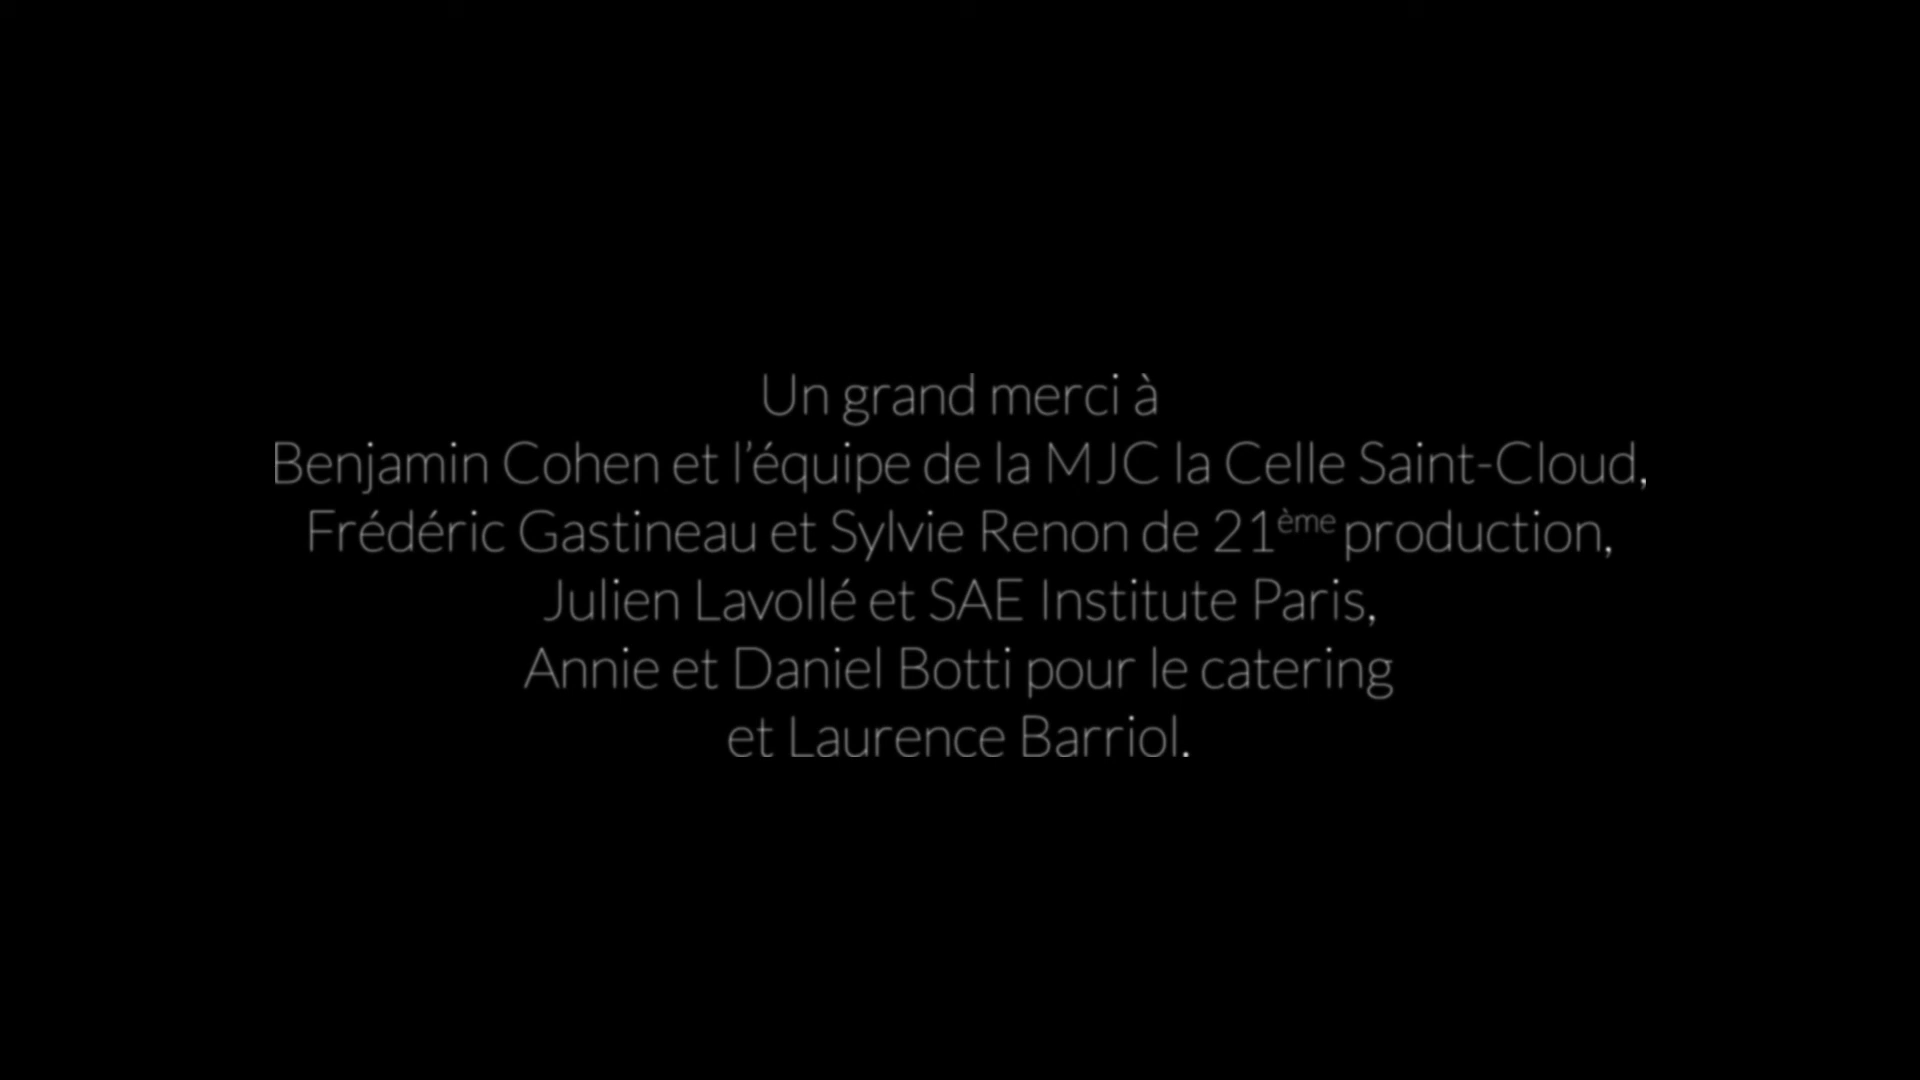 Un grand merci à
Benjamin Cohen et l’équipe de la MJC la Celle Saint-Cloud,
Frédéric Gastineau et Sylvie Renon de 21ème production,
Julien Lavollé et SAE Institute Paris,
Annie et Daniel Botti pour le catering
et Laurence Barriol.